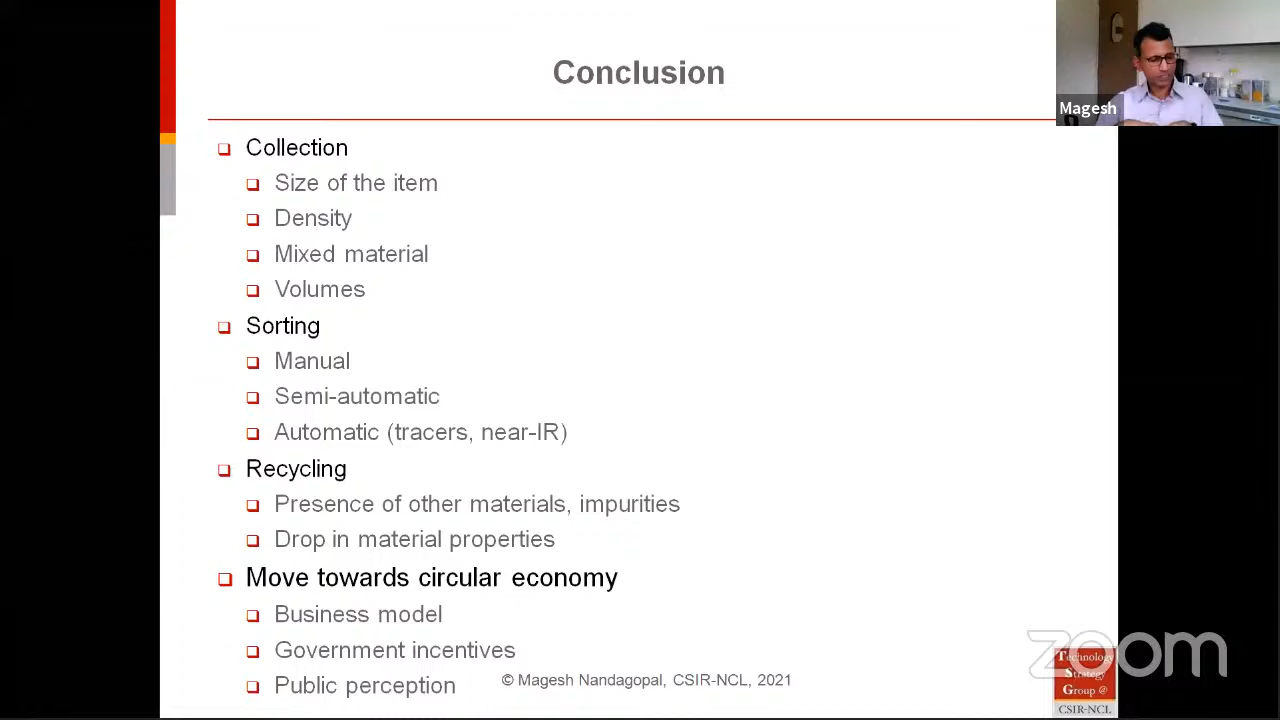 Conclusion
Magesh
Collection
Size of the item
Density
Mixed material
Volumes
Sorting
Manual
Semi-automatic
Automatic (tracers, near-IR)
Recycling
Presence of other materials, impurities
Drop in material properties
Move towards circular economy
Business model
Government incentives
Public perception
© Magesh Nandagopal, CSIR-NCL, 2021
zoom
Technology
Strategy
Group @
CSIR-NCL